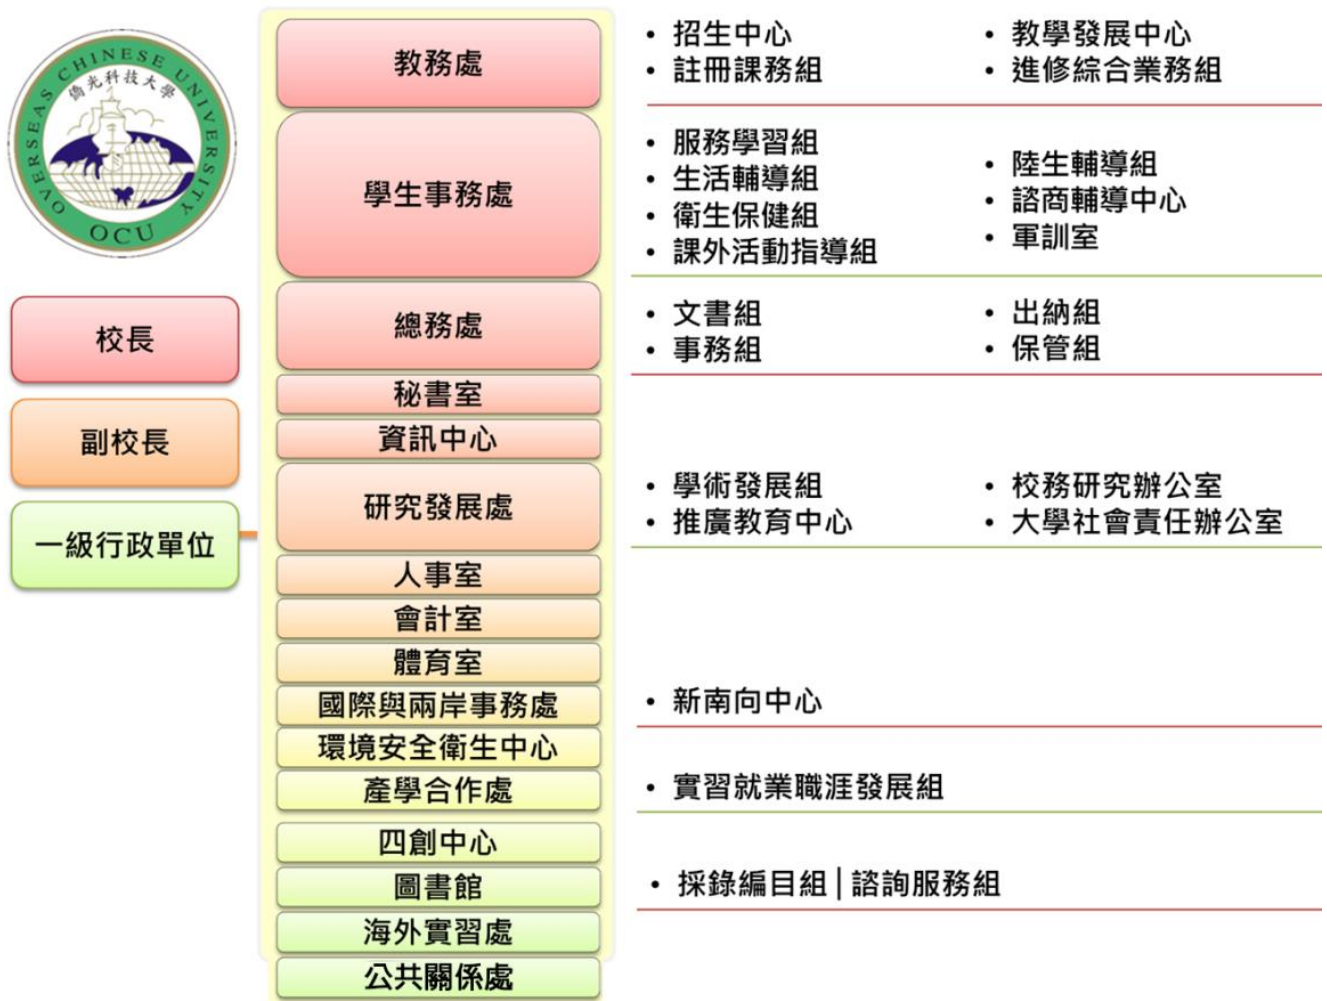 OVERSEAS CHINESE UNIVERSITY
僑光科技大學
OCU
校長
副校長
一級行政單位
教務處
• 招生中心
• 註冊課務組
• 教學發展中心
• 進修綜合業務組
學生事務處
• 服務學習組
• 生活輔導組
• 衛生保健組
• 課外活動指導組
• 陸生輔導組
• 諮商輔導中心
• 軍訓室
總務處
• 文書組
• 事務組
• 出納組
• 保管組
秘書室
資訊中心
研究發展處
• 學術發展組
• 推廣教育中心
• 校務研究辦公室
• 大學社會責任辦公室
人事室
會計室
體育室
國際與兩岸事務處
• 新南向中心
環境安全衛生中心
產學合作處
• 實習就業職涯發展組
四創中心
圖書館
• 採錄編目組 | 諮詢服務組
海外實習處
公共關係處